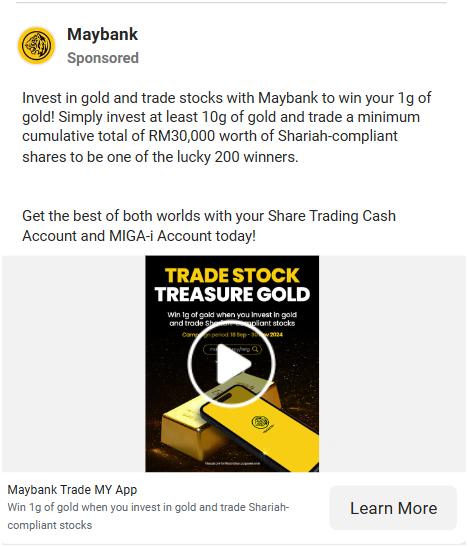 Maybank
Sponsored
Invest in gold and trade stocks with Maybank to win your 1g of
gold! Simply invest at least 10g of gold and trade a minimum
cumulative total of RM30,000 worth of Shariah-compliant
shares to be one of the lucky 200 winners.
Get the best of both worlds with your Share Trading Cash
Account and MIGA-i Account today!
TRADE STOCK
TREASURE GOLD
Win 1g of gold when you invest in gold
and trade Shariah-compliant stocks
Campaign period 18 Sep - 30 Nov 2024
Maybank Trade MY App
Win 1g of gold when you invest in gold and trade Shariah-
compliant stocks
Learn More